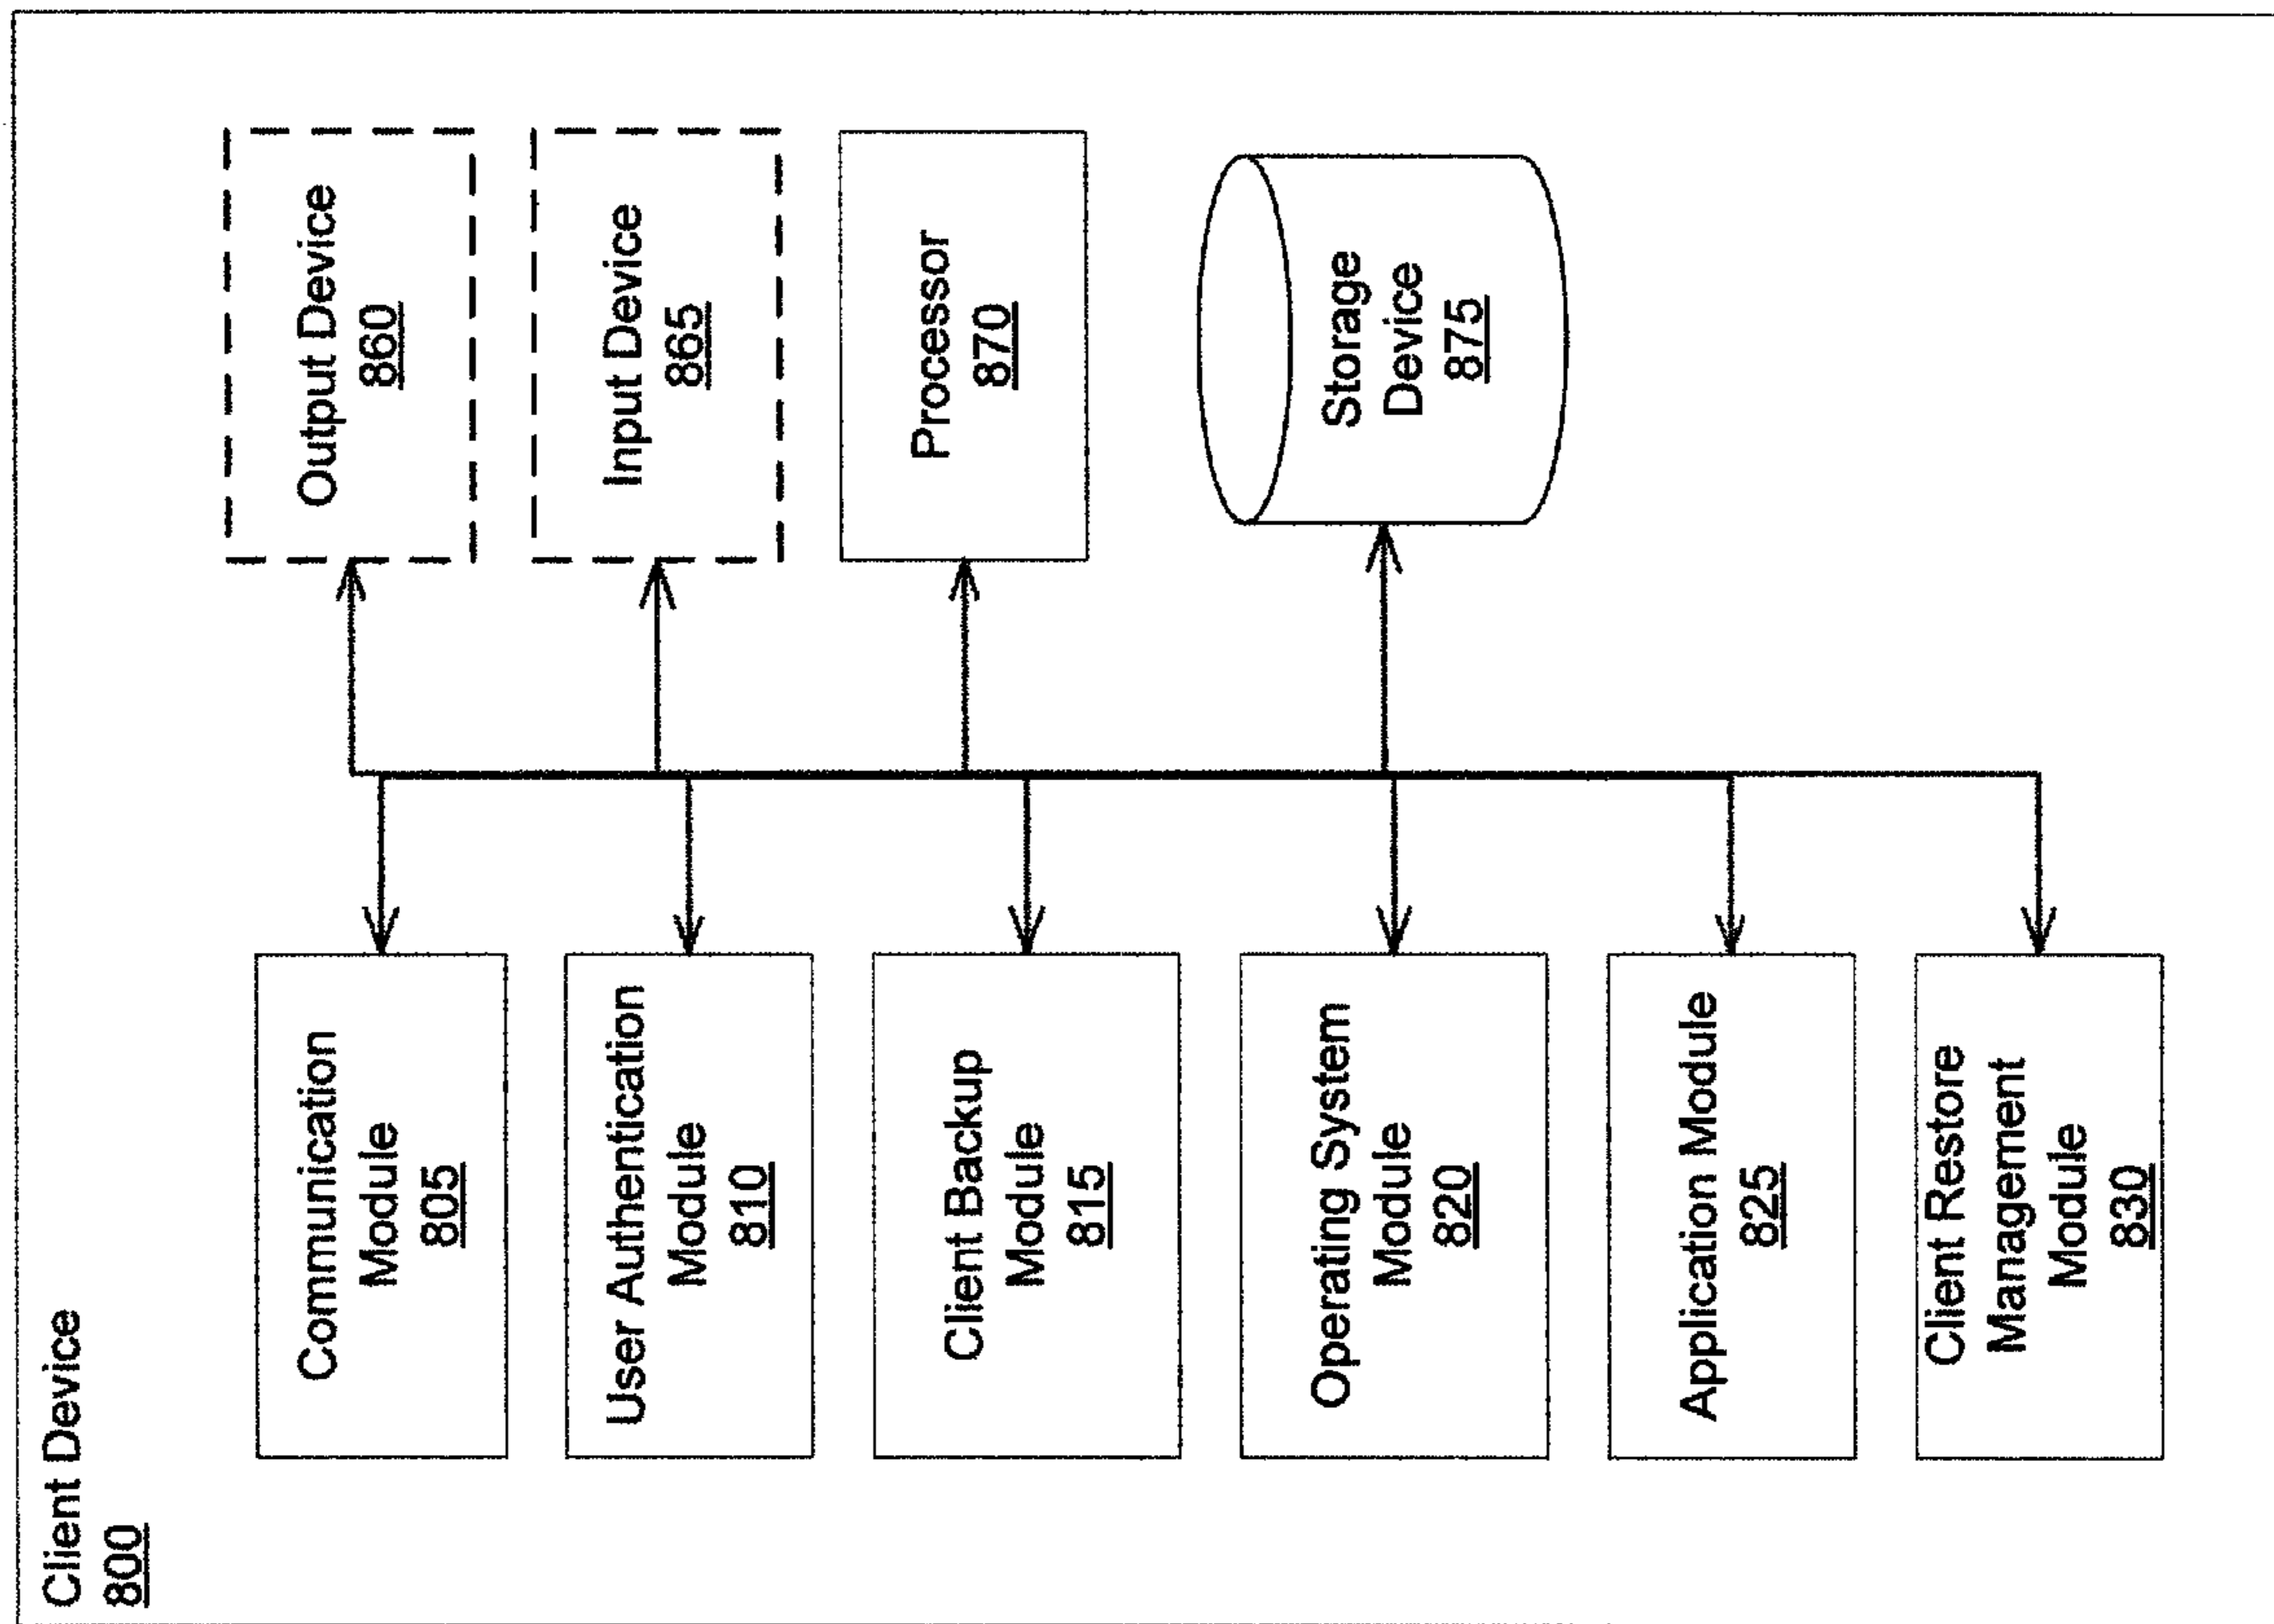 Client Device
800
Communication
Module
805
User Authentication
Module
810
Client Backup
Module
815
Operating System
Module
820
Application Module
825
Client Restore
Management
Module
830
Output Device
860
Input Device
865
Processor
870
Storage
Device
875